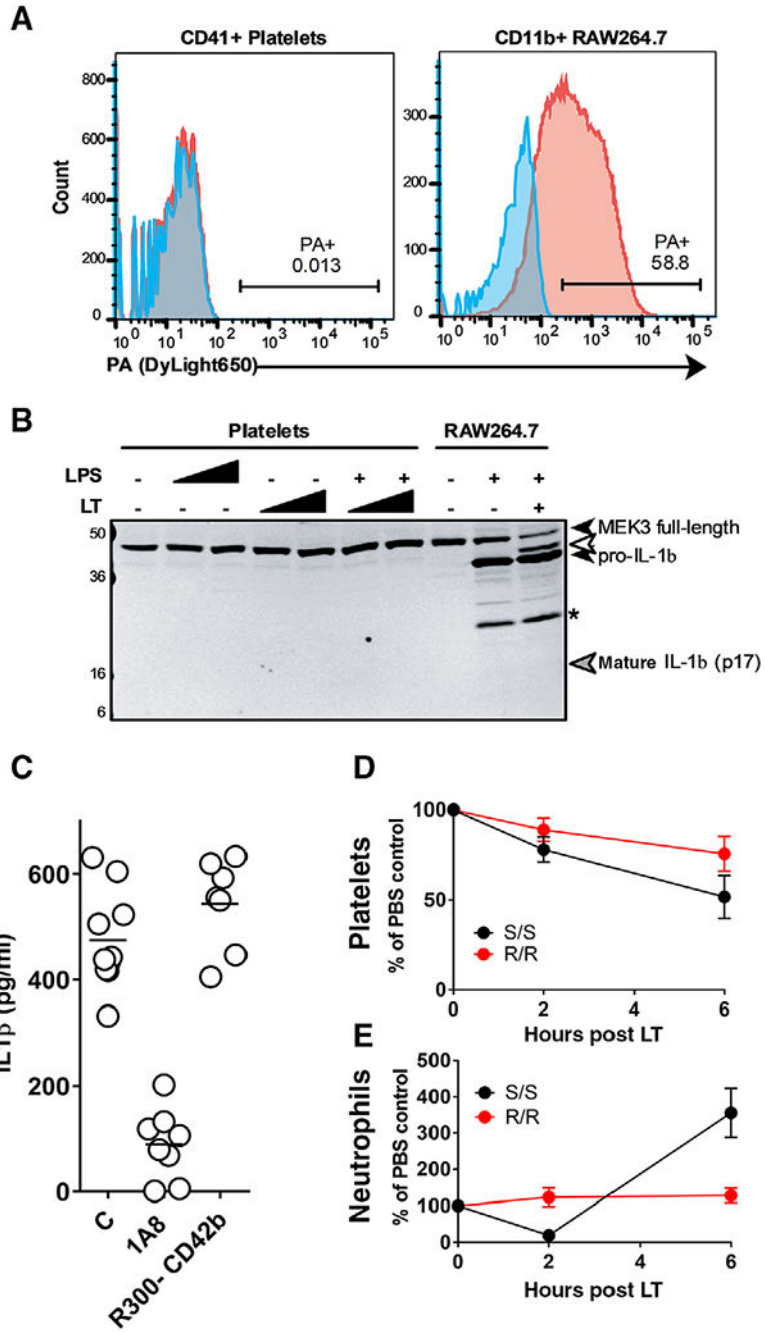 A
CD41+ Platelets
CD11b+ RAW264.7
Count
800
600
400
200
0
PA+
0.013
10^0 10^1 10^2 10^3 10^4 10^5
300
200
100
0
PA+
58.8
10^0 10^1 10^2 10^3 10^4 10^5
PA (DyLight650)
B
Platelets RAW264.7
LPS - - - + + - + +
LT - - - - - +
50
36
16
6
MEK3 full-length
pro-IL-1b
*
Mature IL-1b (p17)
C
IL1β (pg/ml)
600
400
200
0
C
1A8
R300- CD42b
D
Platelets
% of PBS control
100
50
0
S/S
R/R
0 2 4 6
Hours post LT
E
Neutrophils
% of PBS control
500
400
300
200
100
0
S/S
R/R
0 2 4 6
Hours post LT